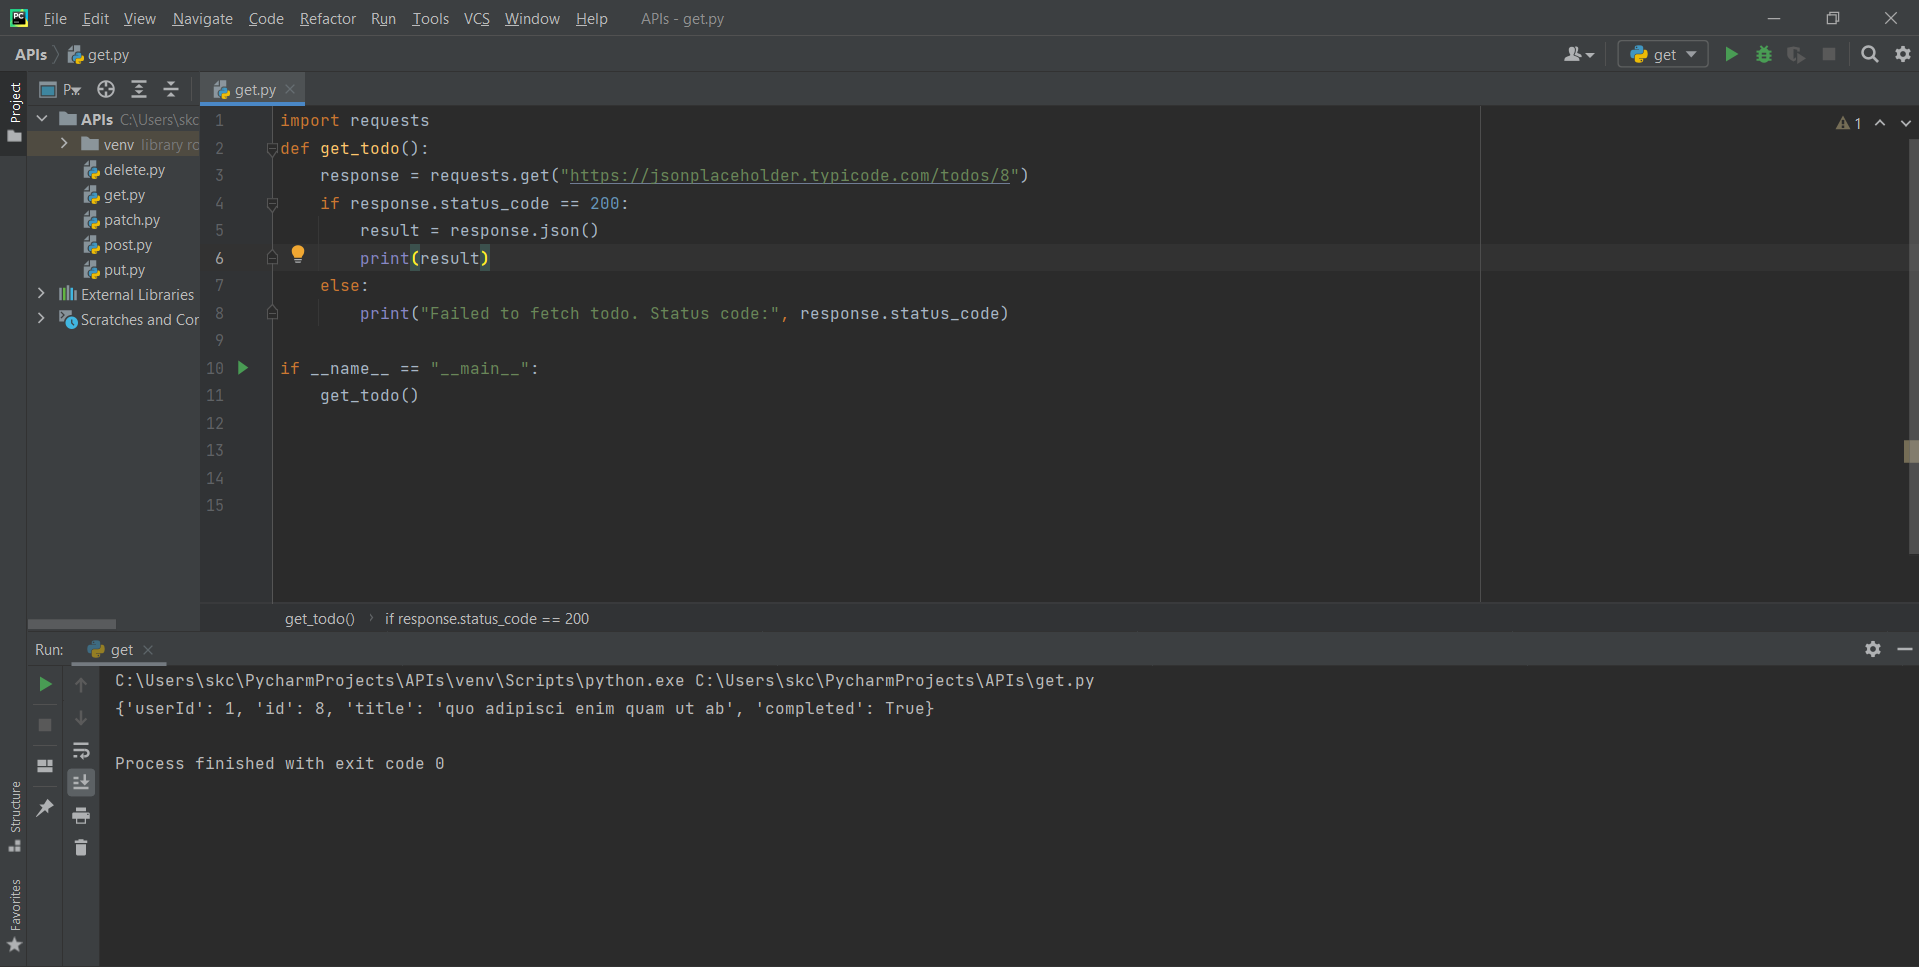 PC File Edit View Navigate Code Refactor Run Tools VCS Window Help APIs - get.py
APIs get.py get
Project
P
get.py
APIs C:\Users\skc
venv library
delete.py
get.py
patch.py
post.py
put.py
External Libraries
Scratches and
1 import requests
2 def get_todo():
3 response = requests.get("https://jsonplaceholder.typicode.com/todos/8")
4 if response.status_code == 200:
5 result = response.json()
6 print(result)
7 else:
8 print("Failed to fetch todo. Status code:", response.status_code)
9
10 if __name__ == "__main__":
11 get_todo()
12
13
14
15
1
get_todo() if response.status_code == 200
Run: get
C:\Users\skc\PycharmProjects\APIs\venv\Scripts\python.exe C:\Users\skc\PycharmProjects\APIs\get.py
{'userId': 1, 'id': 8, 'title': 'quo adipisci enim quam ut ab', 'completed': True}
Process finished with exit code 0
Structure
Favorites